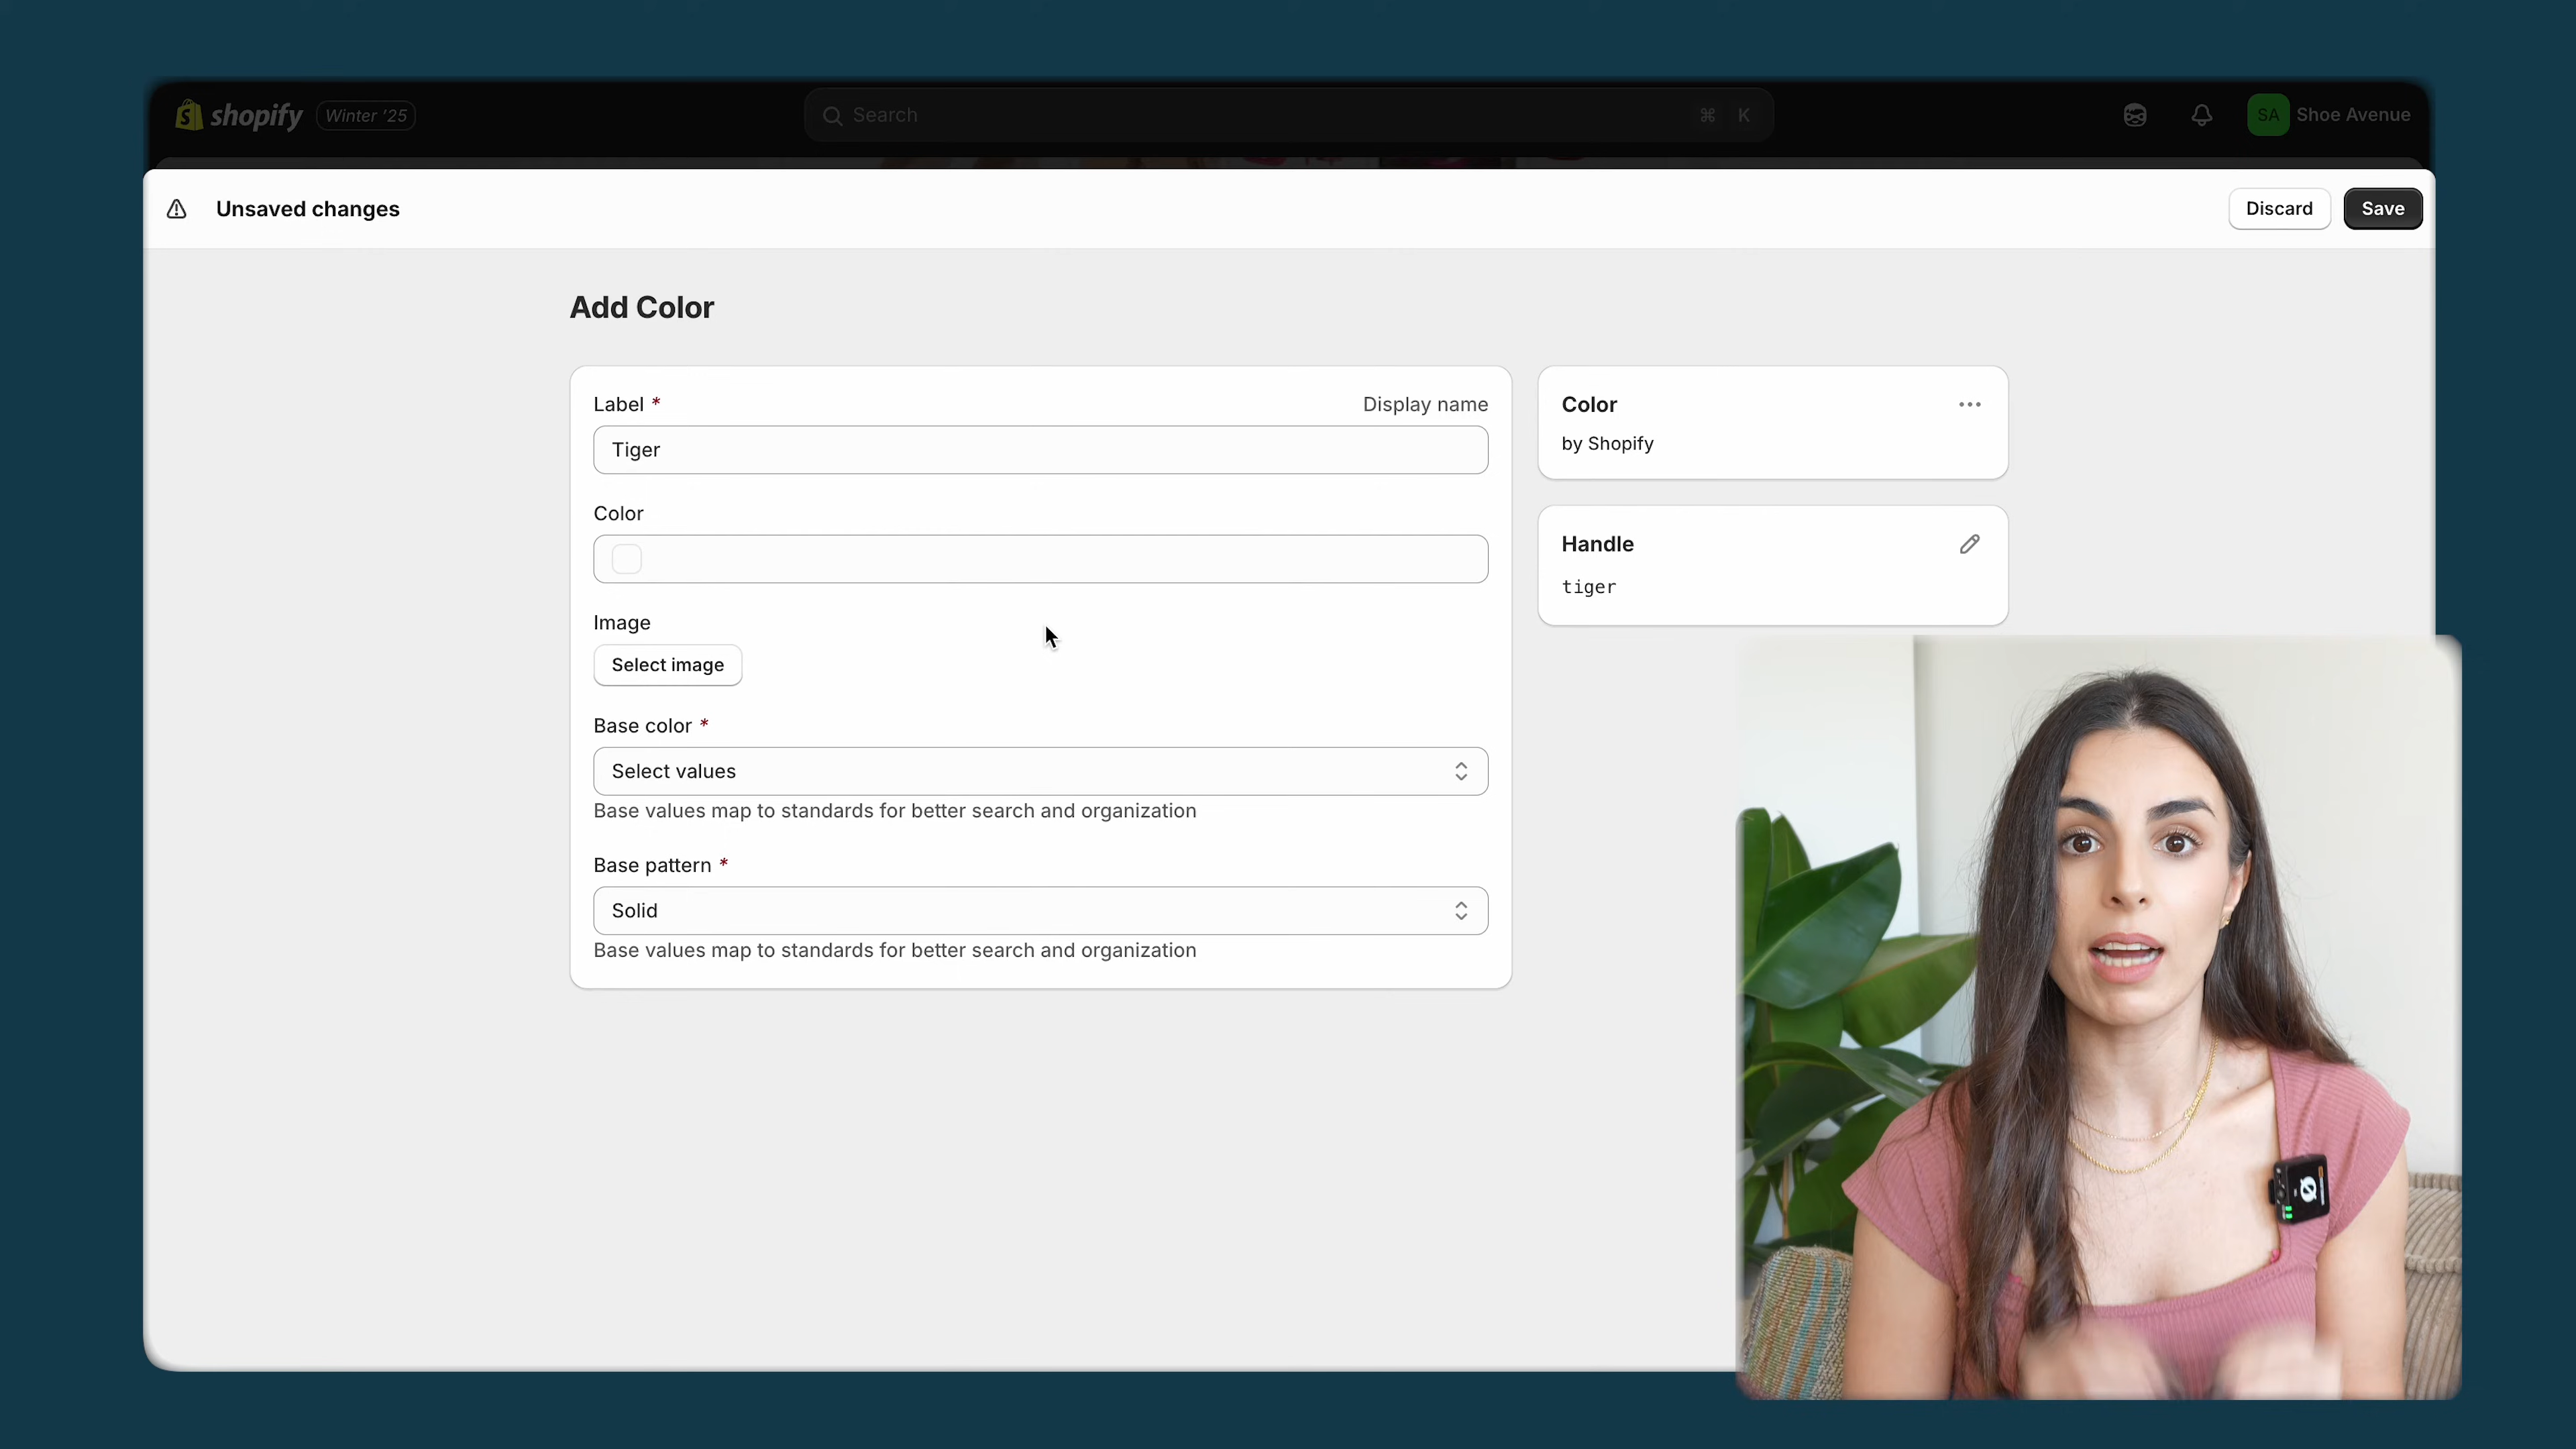 shopify Winter '25 Search ⌘ K SA Shoe Avenue
Unsaved changes Discard Save
Add Color
Label * Display name
Tiger
Color
Image
Select image
Base color *
Select values
Base values map to standards for better search and organization
Base pattern *
Solid
Base values map to standards for better search and organization
Color
by Shopify
Handle
tiger